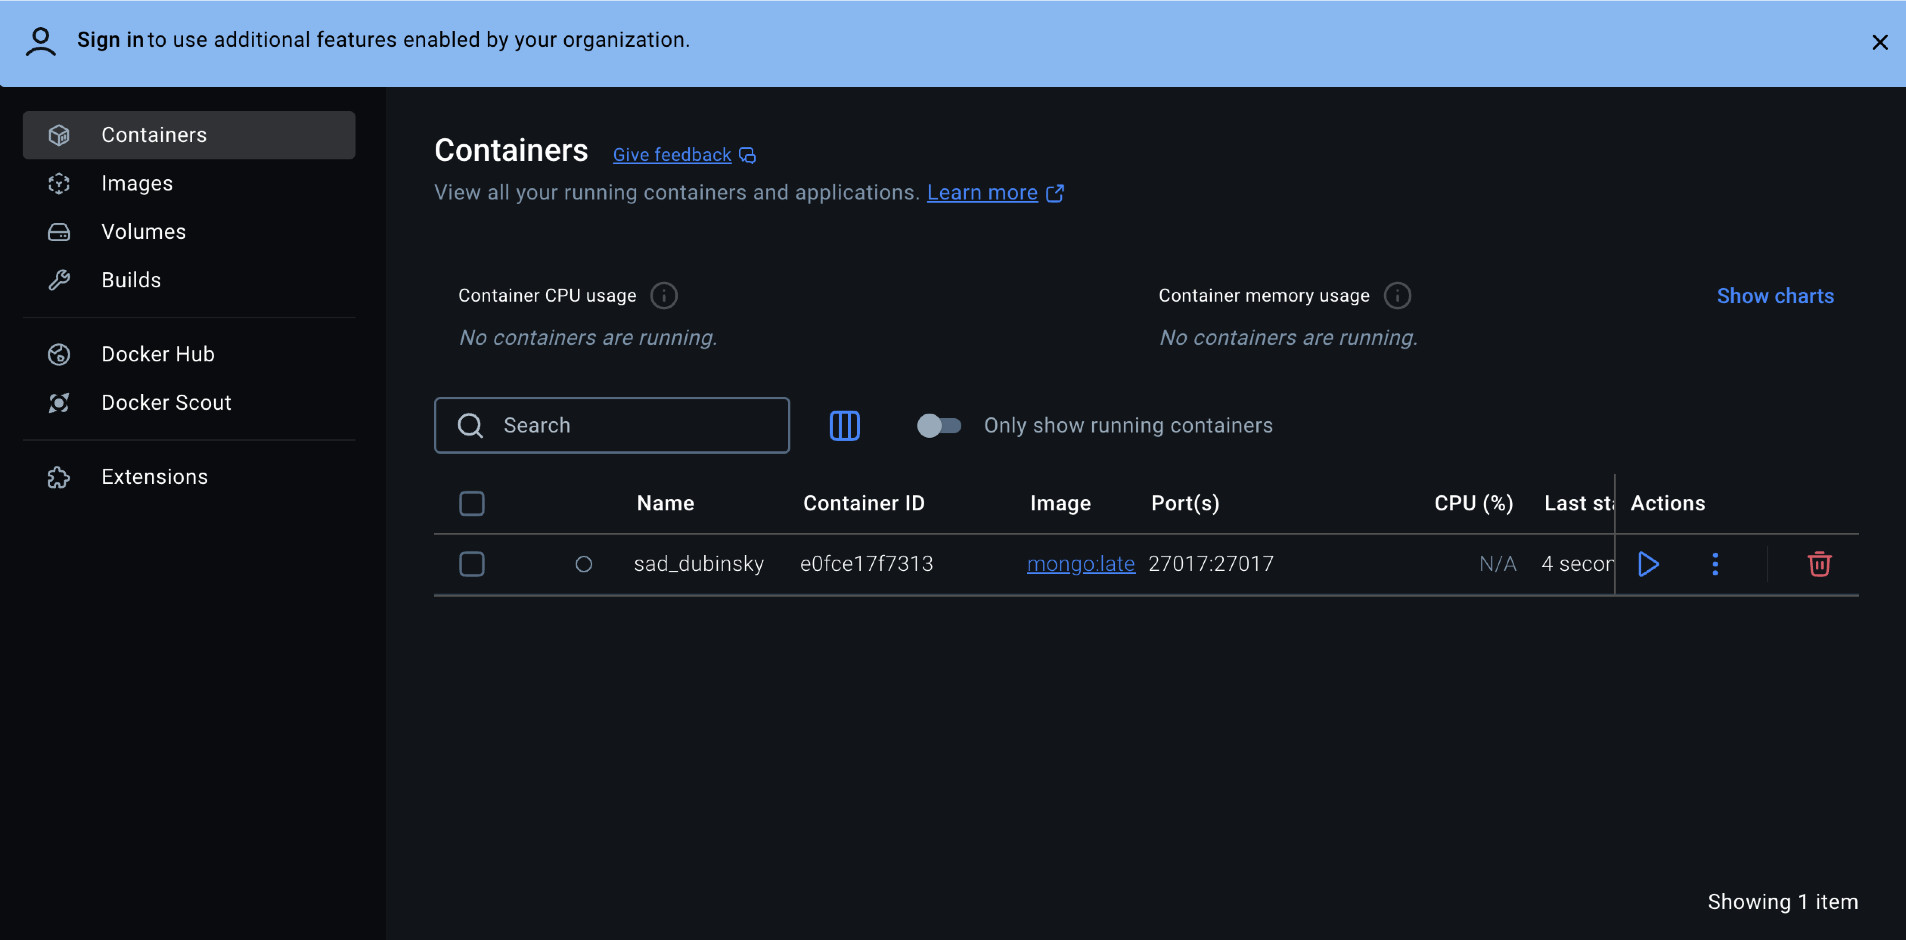 Sign in to use additional features enabled by your organization.
Containers
Images
Volumes
Builds
Docker Hub
Docker Scout
Extensions
Containers Give feedback
View all your running containers and applications. Learn more
Container CPU usage
No containers are running.
Container memory usage
No containers are running.
Show charts
Search
Only show running containers
Name Container ID Image Port(s) CPU (%) Last sta Actions
sad_dubinsky e0fce17f7313 mongo:late 27017:27017 N/A 4 secon
Showing 1 item